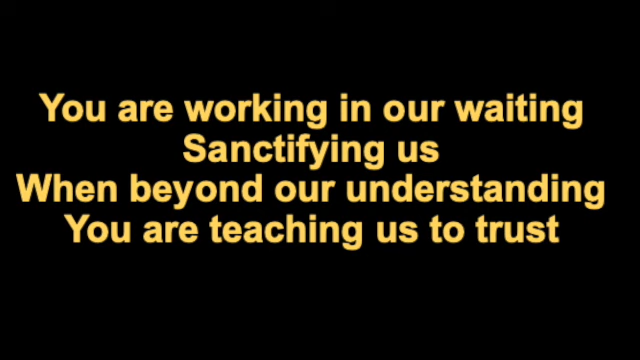 You are working in our waiting
Sanctifying us
When beyond our understanding
You are teaching us to trust